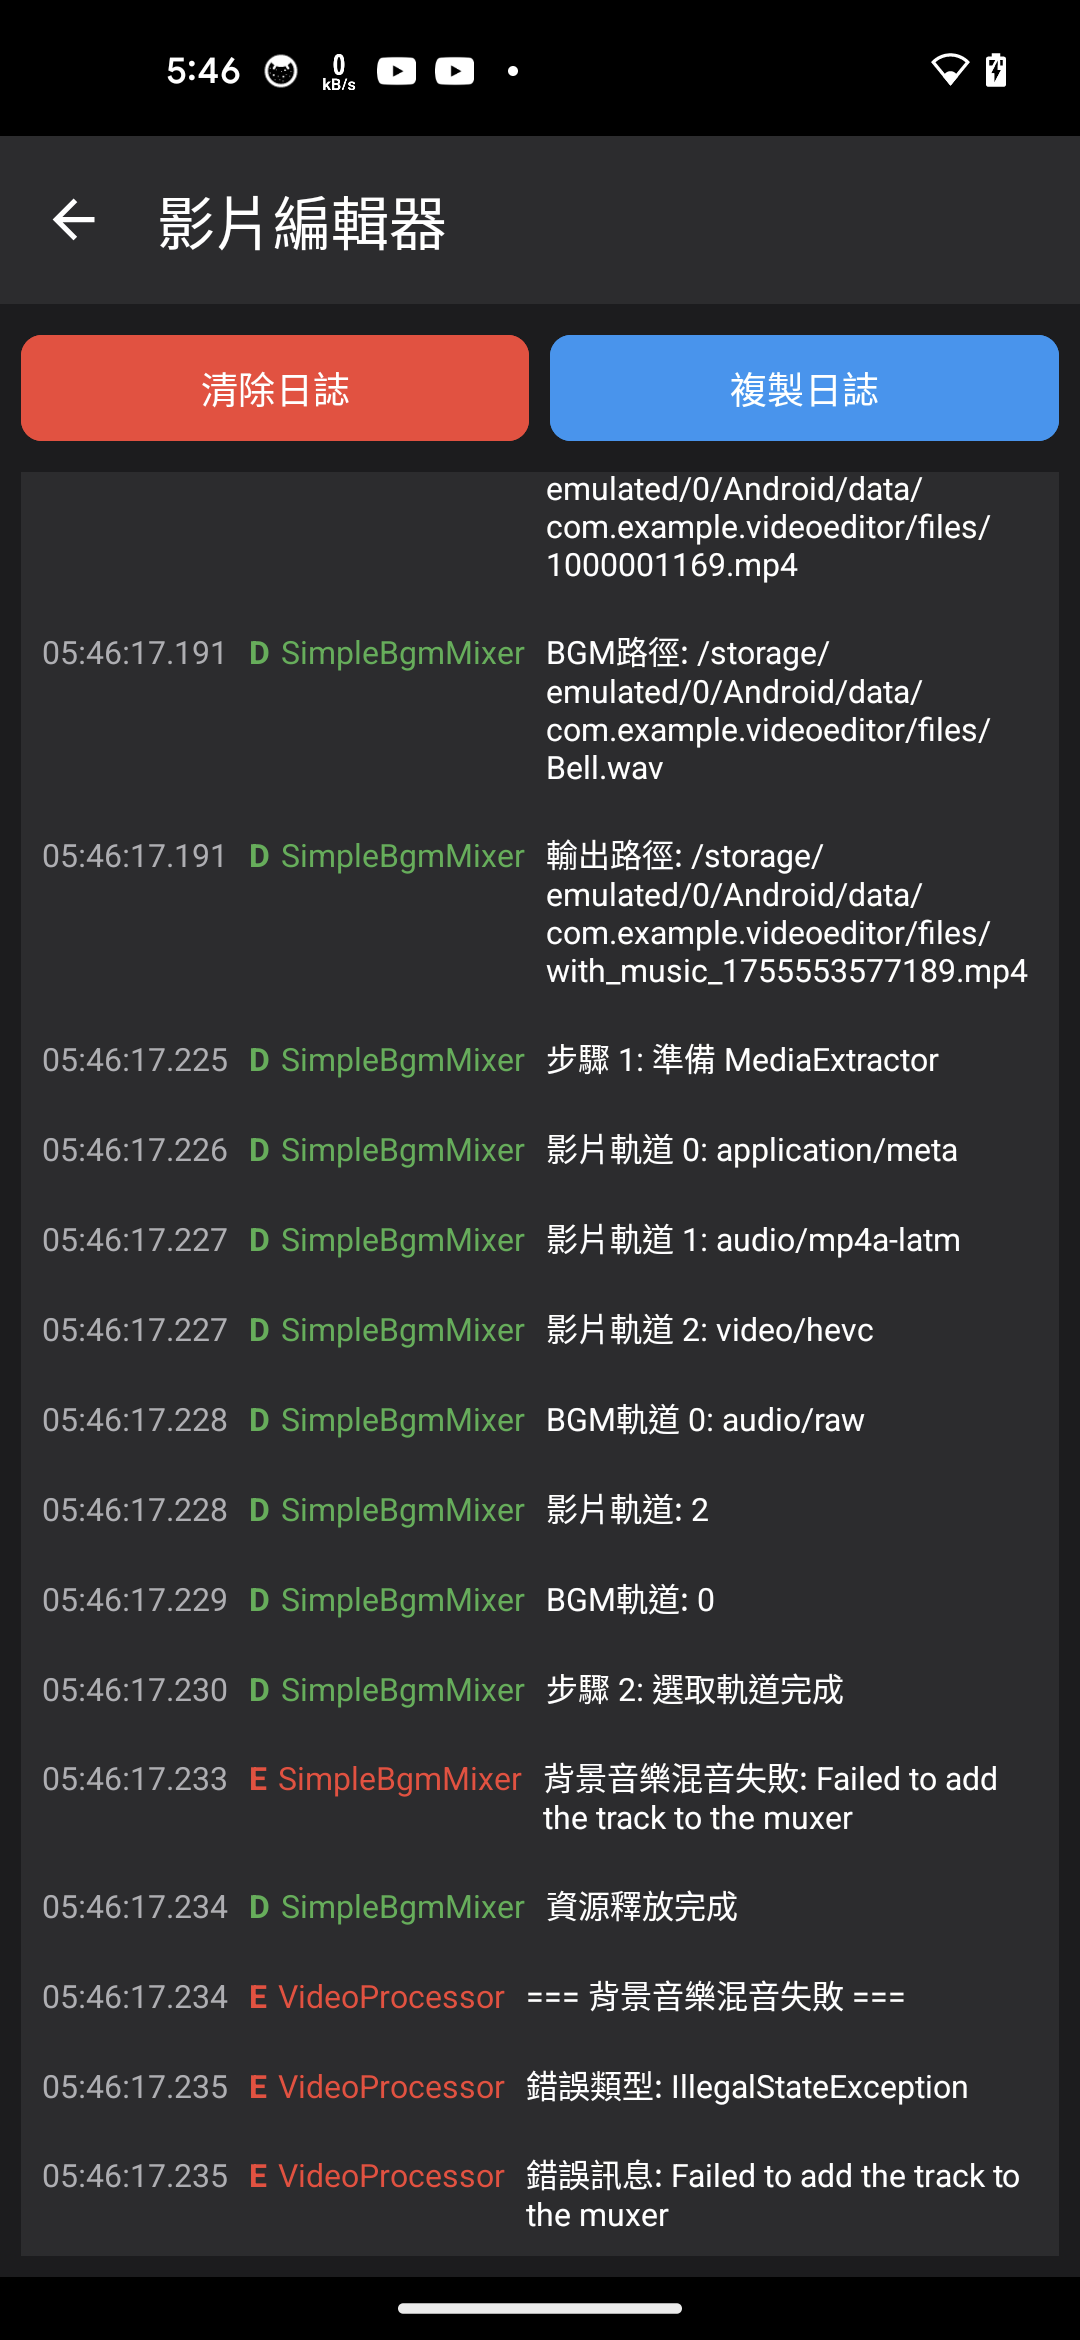 5:46
0
kB/s
影片編輯器
清除日誌
複製日誌
emulated/0/Android/data/
com.example.videoeditor/files/
1000001169.mp4
05:46:17.191 D SimpleBgmMixer BGM路徑: /storage/
emulated/0/Android/data/
com.example.videoeditor/files/
Bell.wav
05:46:17.191 D SimpleBgmMixer 輸出路徑: /storage/
emulated/0/Android/data/
com.example.videoeditor/files/
with_music_1755553577189.mp4
05:46:17.225 D SimpleBgmMixer 步驟 1: 準備 MediaExtractor
05:46:17.226 D SimpleBgmMixer 影片軌道 0: application/meta
05:46:17.227 D SimpleBgmMixer 影片軌道 1: audio/mp4a-latm
05:46:17.227 D SimpleBgmMixer 影片軌道 2: video/hevc
05:46:17.228 D SimpleBgmMixer BGM軌道 0: audio/raw
05:46:17.228 D SimpleBgmMixer 影片軌道: 2
05:46:17.229 D SimpleBgmMixer BGM軌道: 0
05:46:17.230 D SimpleBgmMixer 步驟 2: 選取軌道完成
05:46:17.233 E SimpleBgmMixer 背景音樂混音失敗: Failed to add
the track to the muxer
05:46:17.234 D SimpleBgmMixer 資源釋放完成
05:46:17.234 E VideoProcessor === 背景音樂混音失敗 ===
05:46:17.235 E VideoProcessor 錯誤類型: IllegalStateException
05:46:17.235 E VideoProcessor 錯誤訊息: Failed to add the track to
the muxer